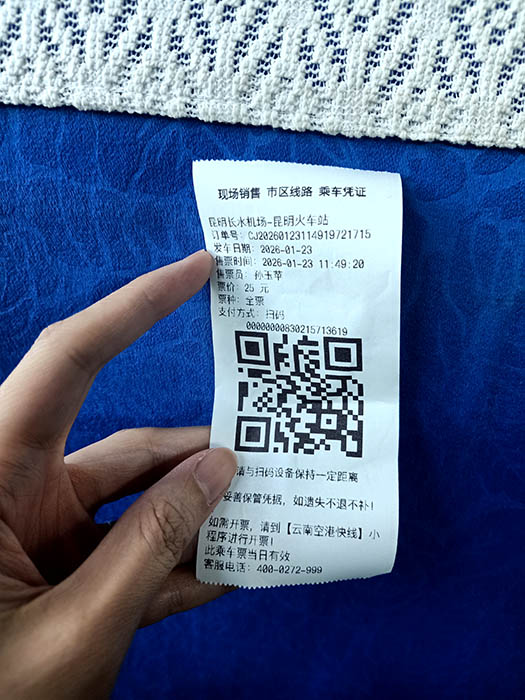 现场销售 市区线路 乘车凭证
昆明长水机场-昆明火车站
订单号: CJ20260123114919721715
发车日期: 2026-01-23
售票时间: 2026-01-23 11:49:20
售票员: 孙玉苹
票价: 25 元
票种: 全票
支付方式: 扫码
00000000830215713619
请与扫码设备保持一定距离
妥善保管凭据, 如遗失不退不补!
如需开票, 请到【云南空港快线】小
程序进行开票!
此乘车票当日有效
客服电话: 400-0272-999